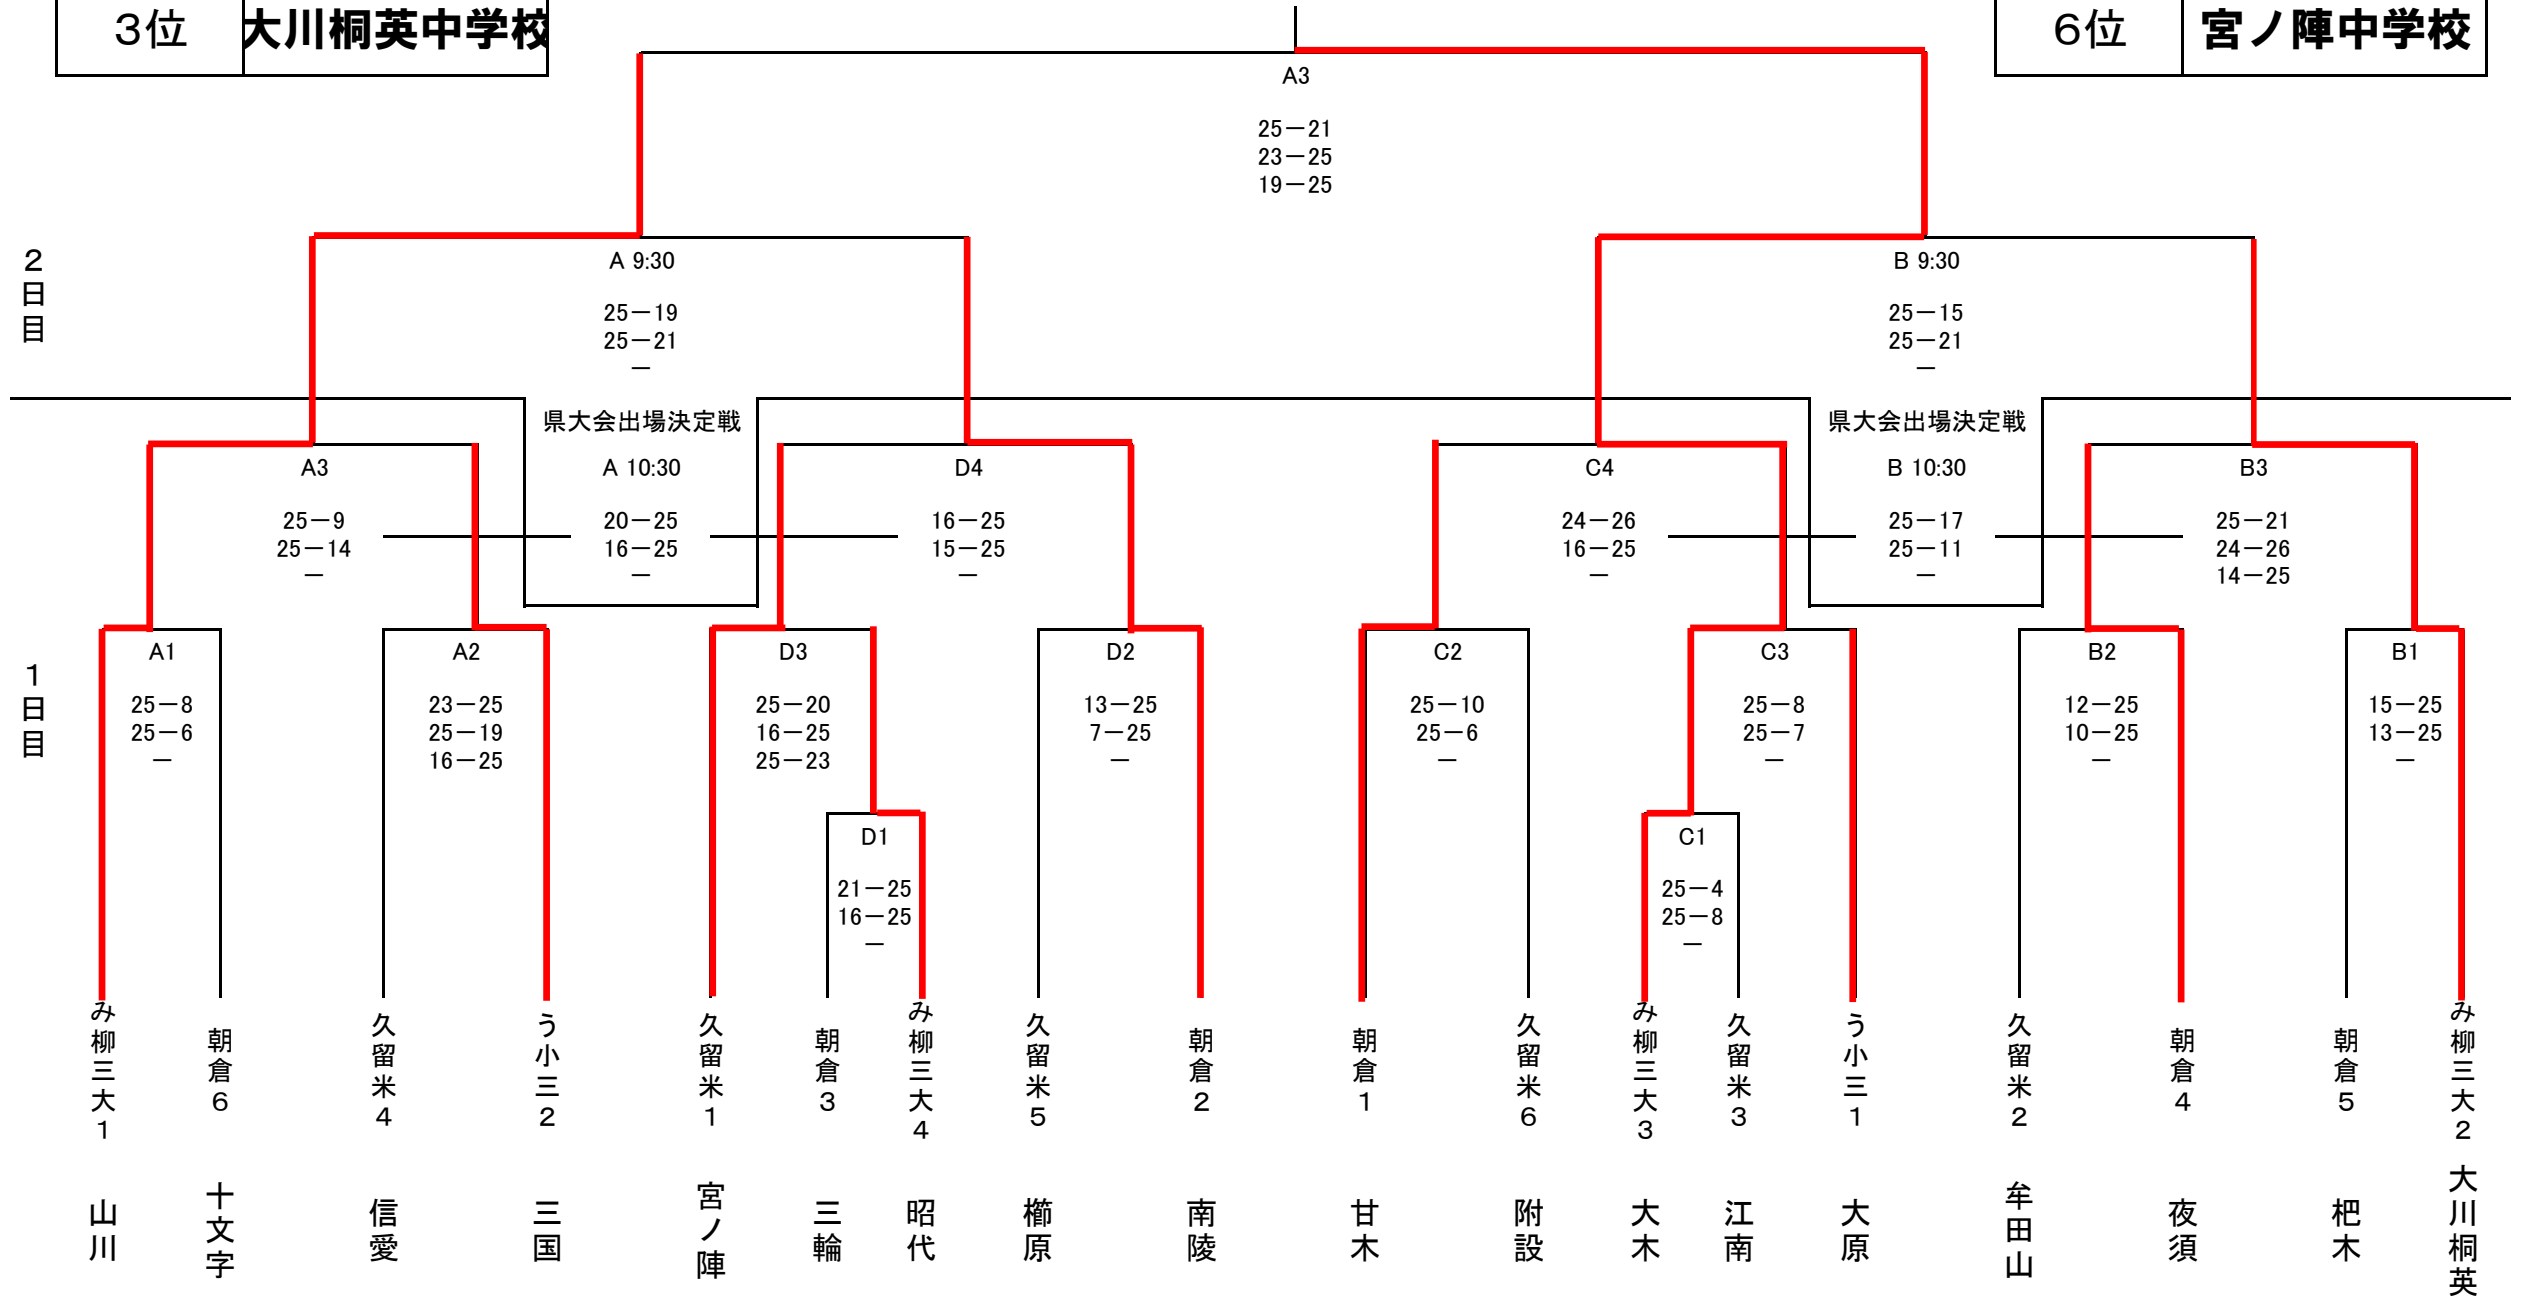 3位 大川桐英中学校
6位 宮ノ陣中学校
A3
25－21
23－25
19－25
2日目
A 9:30
25－19
25－21
－
B 9:30
25－15
25－21
－
県大会出場決定戦
県大会出場決定戦
A3
25－9
25－14
－
A 10:30
20－25
16－25
－
D4
16－25
15－25
－
C4
24－26
16－25
－
B 10:30
25－17
25－11
－
B3
25－21
24－26
14－25
1日目
A1
25－8
25－6
－
A2
23－25
25－19
16－25
D3
25－20
16－25
25－23
D2
13－25
7－25
－
C2
25－10
25－6
－
C3
25－8
25－7
－
B2
12－25
10－25
－
B1
15－25
13－25
－
D1
21－25
16－25
－
C1
25－4
25－8
－
み柳三大1 山川
朝倉6 十文字
久留米4 信愛
う小三2 三国
久留米1 宮ノ陣
朝倉3 三輪
み柳三大4 昭代
久留米5 櫛原
朝倉2 南陵
朝倉1 甘木
久留米6 附設
み柳三大3 大木
久留米3 江南
う小三1 大原
久留米2 牟田山
朝倉4 夜須
朝倉5 杷木
み柳三大2 大川桐英